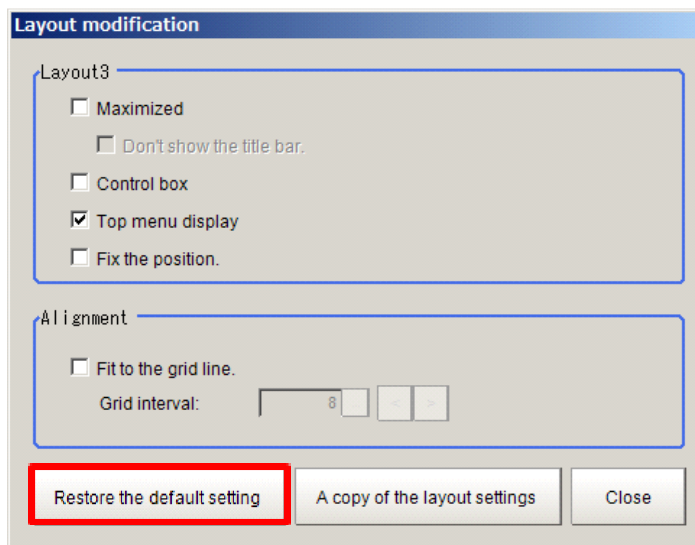 Layout modification
Layout3
Maximized
Don't show the title bar.
Control box
Top menu display
Fix the position.
Alignment
Fit to the grid line.
Grid interval: 8 ... < >
Restore the default setting A copy of the layout settings Close